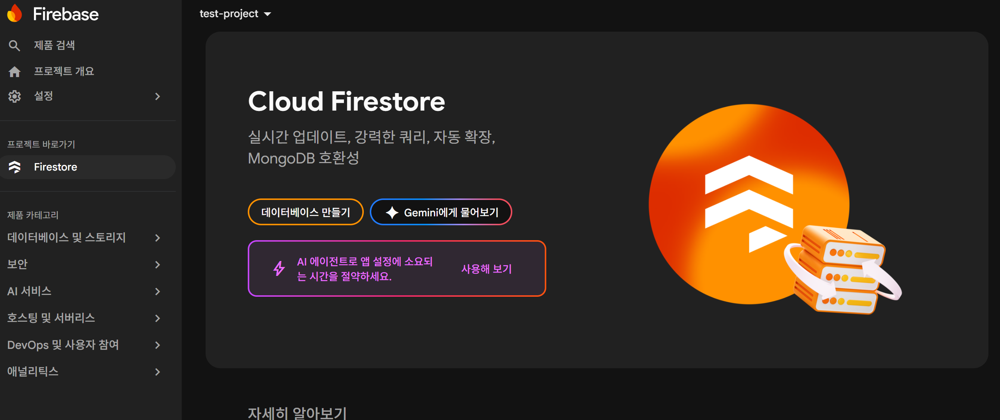 Firebase
제품 검색
프로젝트 개요
설정
프로젝트 바로가기
Firestore
제품 카테고리
데이터베이스 및 스토리지
보안
AI 서비스
호스팅 및 서버리스
DevOps 및 사용자 참여
애널리틱스
test-project
Cloud Firestore
실시간 업데이트, 강력한 쿼리, 자동 확장,
MongoDB 호환성
데이터베이스 만들기
Gemini에게 물어보기
AI 에이전트로 앱 설정에 소요되
는 시간을 절약하세요.
사용해 보기
자세히 알아보기